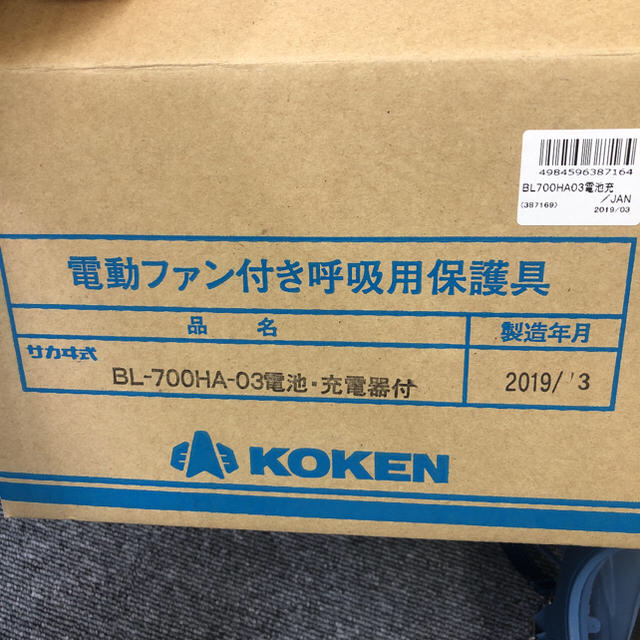 4984596387164
BL700HA03電池充
/JAN
(387169)
2019/03
電動ファン付き呼吸用保護具
品名
製造年月
サカヰ式
BL-700HA-03電池・充電器付
2019/ 3
KOKEN